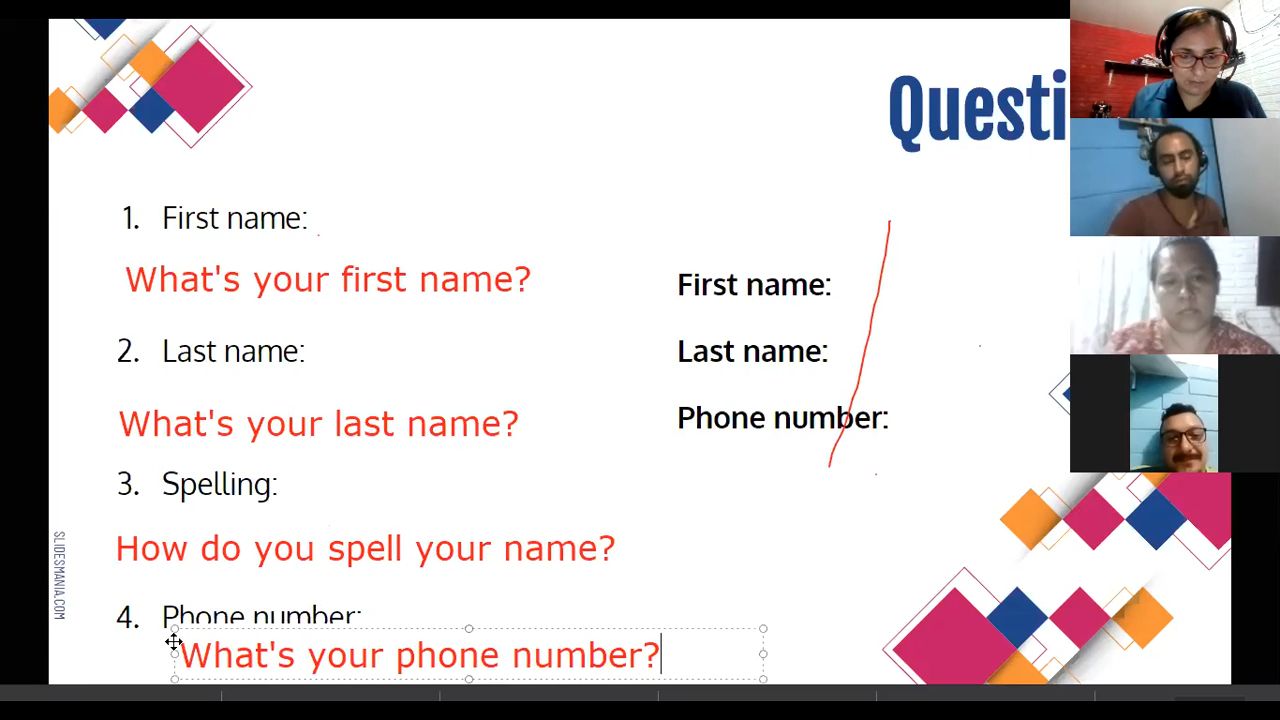 Questi
1. First name:
What's your first name?
2. Last name:
What's your last name?
3. Spelling:
How do you spell your name?
4. Phone number:
What's your phone number?
First name:
Last name:
Phone number:
SLIDESMANIA.COM